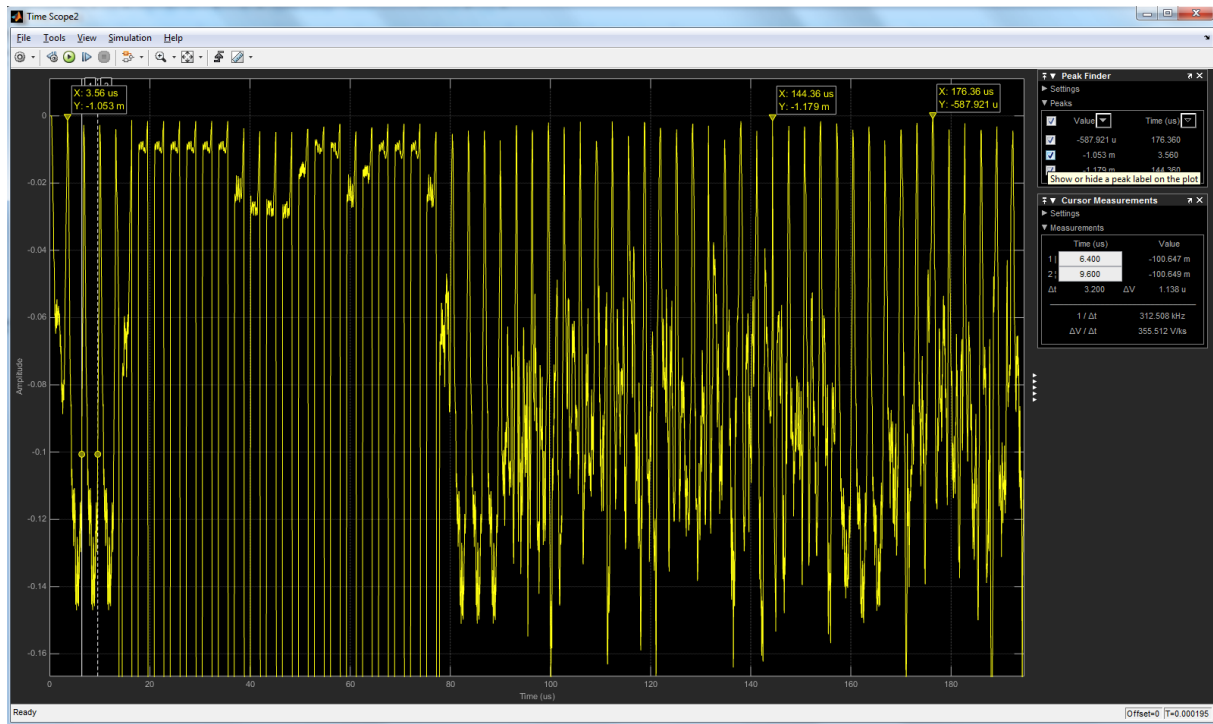 Time Scope2
File Tools View Simulation Help
X: 3.56 us
Y: -1.053 m
X: 144.36 us
Y: -1.179 m
X: 176.36 us
Y: -587.921 u
0
-0.02
-0.04
-0.06
-0.08
-0.1
-0.12
-0.14
-0.16
Amplitude
0 20 40 60 80 100 120 140 160 180
Time (us)
Peak Finder
Settings
Peaks
Value Time (us)
-587.921 u 176.360
-1.053 m 3.560
-1.179 m 144.360
Show or hide a peak label on the plot
Cursor Measurements
Settings
Measurements
Time (us) Value
1 | 6.400 -100.647 m
2 ¦ 9.600 -100.649 m
Δt 3.200 ΔV 1.138 u
1 / Δt 312.508 kHz
ΔV / Δt 355.512 V/ks
Ready
Offset=0 T=0.000195